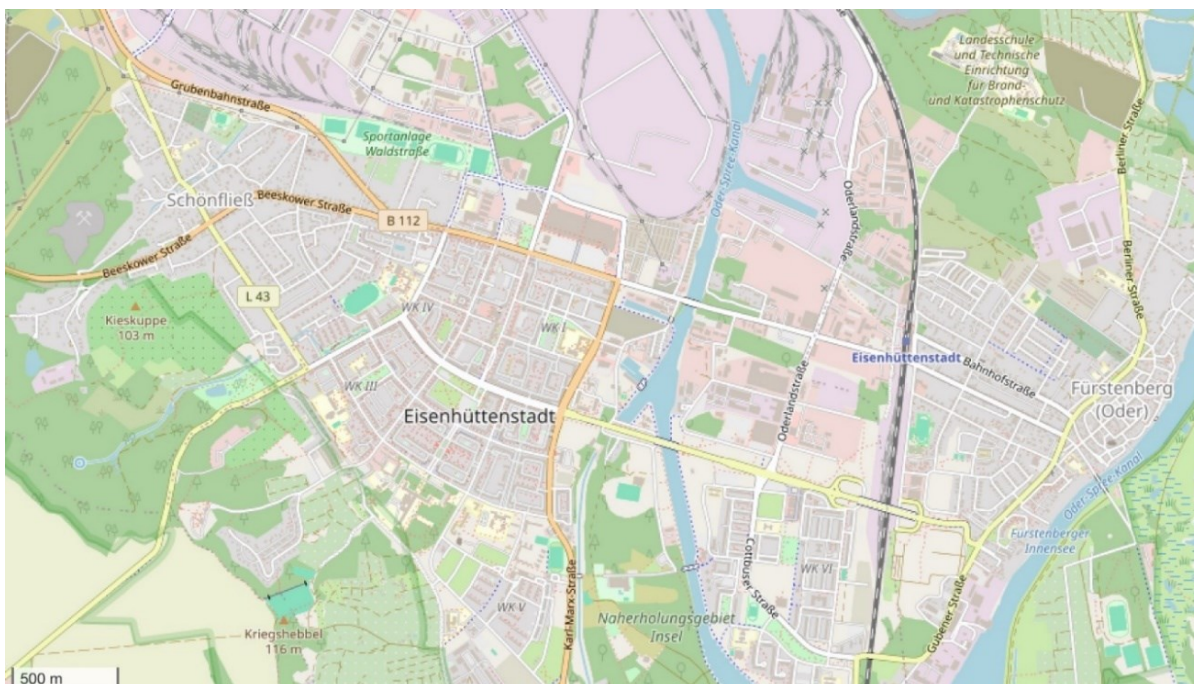 Landesschule
und Technische
Einrichtung
für Brand-
und Katastrophenschutz
Grubenbahnstraße
Sportanlage
Waldstraße
Oder-Spree-Kanal
Berliner Straße
Schönfließ
Beeskower Straße
B 112
Oderlandstraße
Beeskower Straße
Berliner Straße
L 43
WK IV
Kieskuppe
103 m
WK I
Eisenhüttenstadt
Bahnhofstraße
WK III
Fürstenberg
(Oder)
Eisenhüttenstadt
Oderlandstraße
Oder-Spree-Kanal
Fürstenberger
Innensee
WK VI
Cottbuser Straße
WK V
Karl-Marx-Straße
Naherholungsgebiet
Insel
Gubener Straße
Kriegshebbel
116 m
500 m